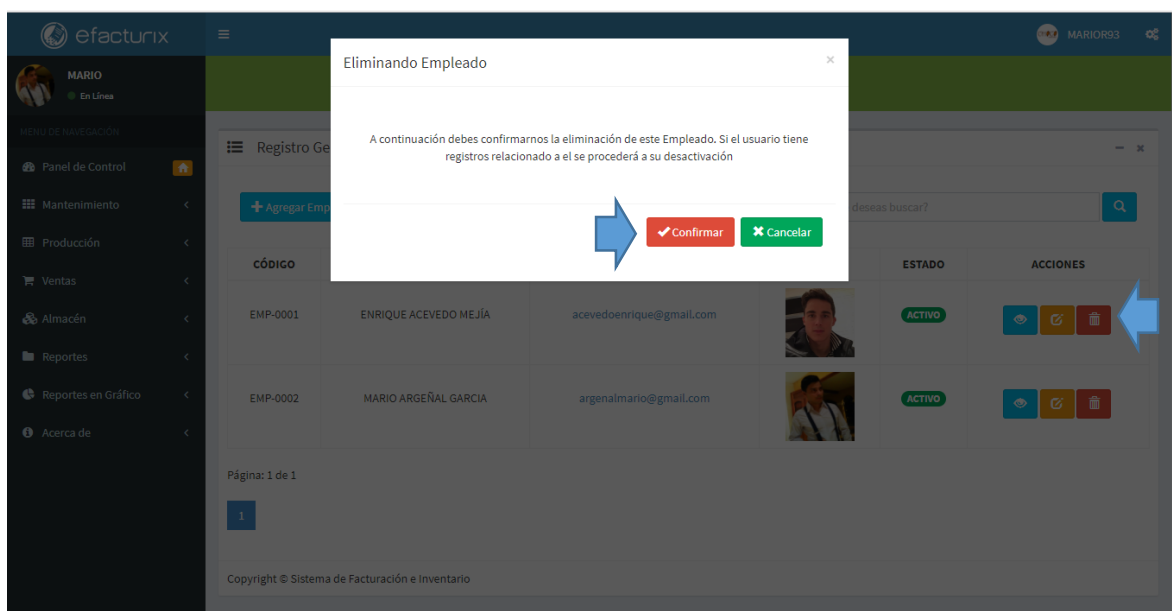 efacturix
MARIOR93
MARIO
En Línea
MENU DE NAVEGACIÓN
Panel de Control
Mantenimiento
Producción
Ventas
Almacén
Reportes
Reportes en Gráfico
Acerca de
Eliminando Empleado
×
A continuación debes confirmarnos la eliminación de este Empleado. Si el usuario tiene
registros relacionado a el se procederá a su desactivación
Confirmar
Cancelar
Registro Ge
Agregar Emp
deseas buscar?
CÓDIGO ESTADO ACCIONES
EMP-0001 ENRIQUE ACEVEDO MEJÍA acevedoenrique@gmail.com ACTIVO
EMP-0002 MARIO ARGEÑAL GARCIA argenalmario@gmail.com ACTIVO
Página: 1 de 1
1
Copyright © Sistema de Facturación e Inventario